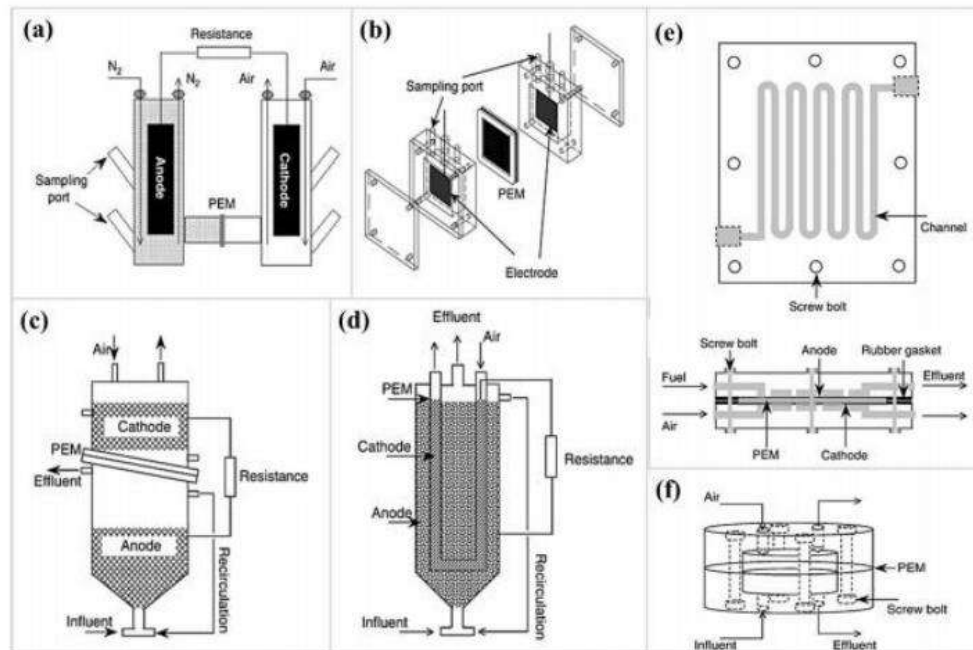 (a)
Resistance
N2
N2
Air
Air
Anode
Cathode
Sampling
port
PEM
(b)
Sampling port
PEM
Electrode
(c)
Air
Cathode
PEM
Effluent
Resistance
Anode
Recirculation
Influent
(d)
Effluent
Air
PEM
Cathode
Resistance
Anode
Recirculation
Influent
(e)
Channel
Screw bolt
Screw bolt
Anode
Rubber gasket
Fuel
Effluent
Air
PEM
Cathode
(f)
Air
PEM
Screw bolt
Influent
Effluent